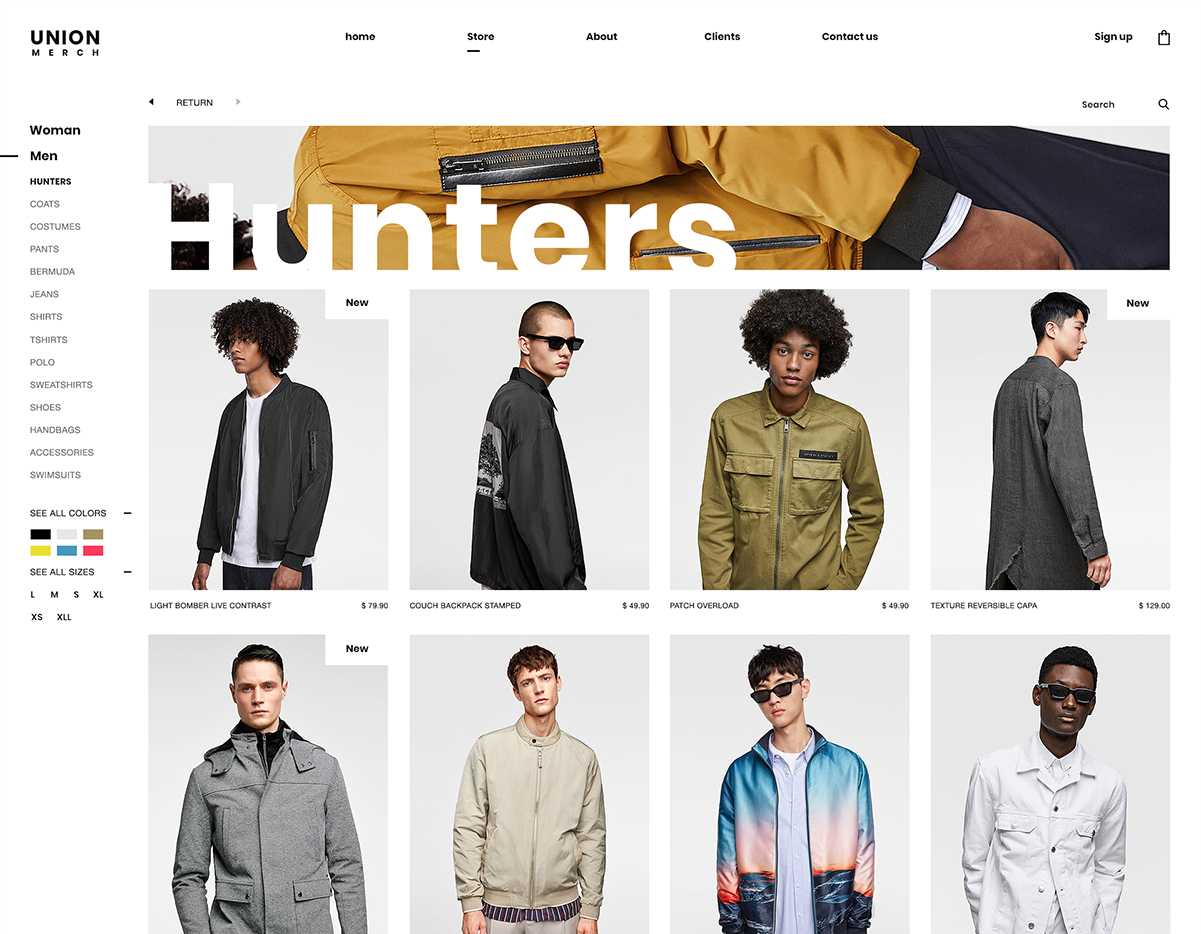 UNION
MERCH
home
Store
About
Clients
Contact us
Sign up
RETURN
Search
Woman
Men
HUNTERS
COATS
COSTUMES
PANTS
BERMUDA
JEANS
SHIRTS
TSHIRTS
POLO
SWEATSHIRTS
SHOES
HANDBAGS
ACCESSORIES
SWIMSUITS
SEE ALL COLORS
SEE ALL SIZES
L M S XL
XS XLL
Hunters
New
New
LIGHT BOMBER LIVE CONTRAST $ 79.90
COUCH BACKPACK STAMPED $ 49.90
PATCH OVERLOAD $ 49.90
TEXTURE REVERSIBLE CAPA $ 129.00
New